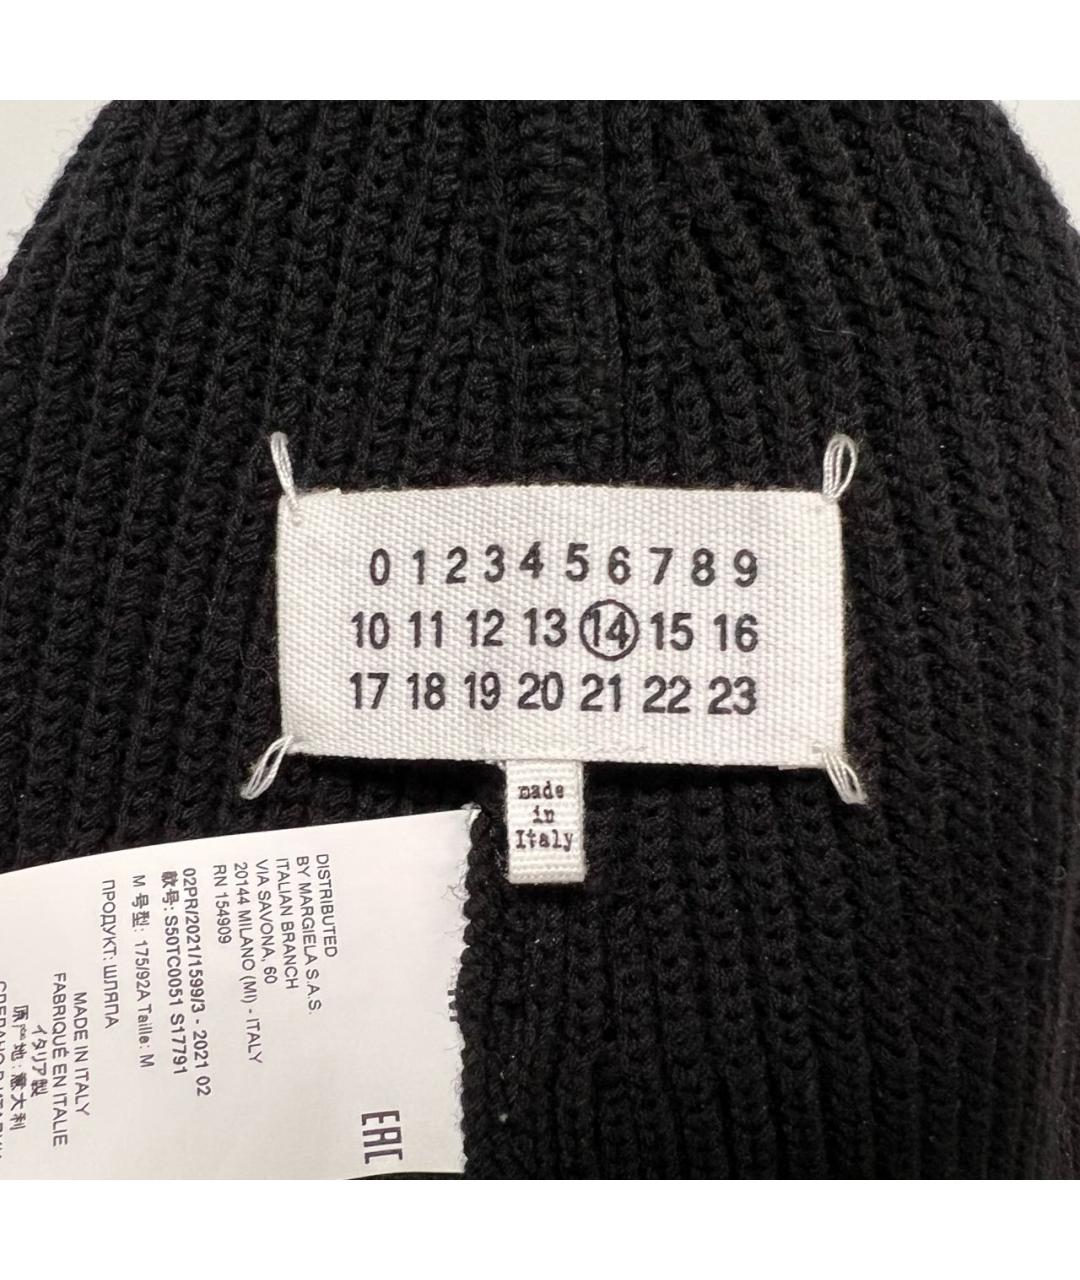 0 1 2 3 4 5 6 7 8 9
10 11 12 13 14 15 16
17 18 19 20 21 22 23
made
in
Italy
DISTRIBUTED
BY MARGIELA S.A.S.
ITALIAN BRANCH
VIA SAVONA, 60
20144 MILANO (MI) - ITALY
RN 154909
02PR/2021/1599/3 - 2021 02
款号: S50TC0051 S17791
M 号型: 175/92A Taille: M
ПРОДУКТ: ШЛЯПА
MADE IN ITALY
FABRIQUÉ EN ITALIE
イタリア製
原产地: 意大利
EAC